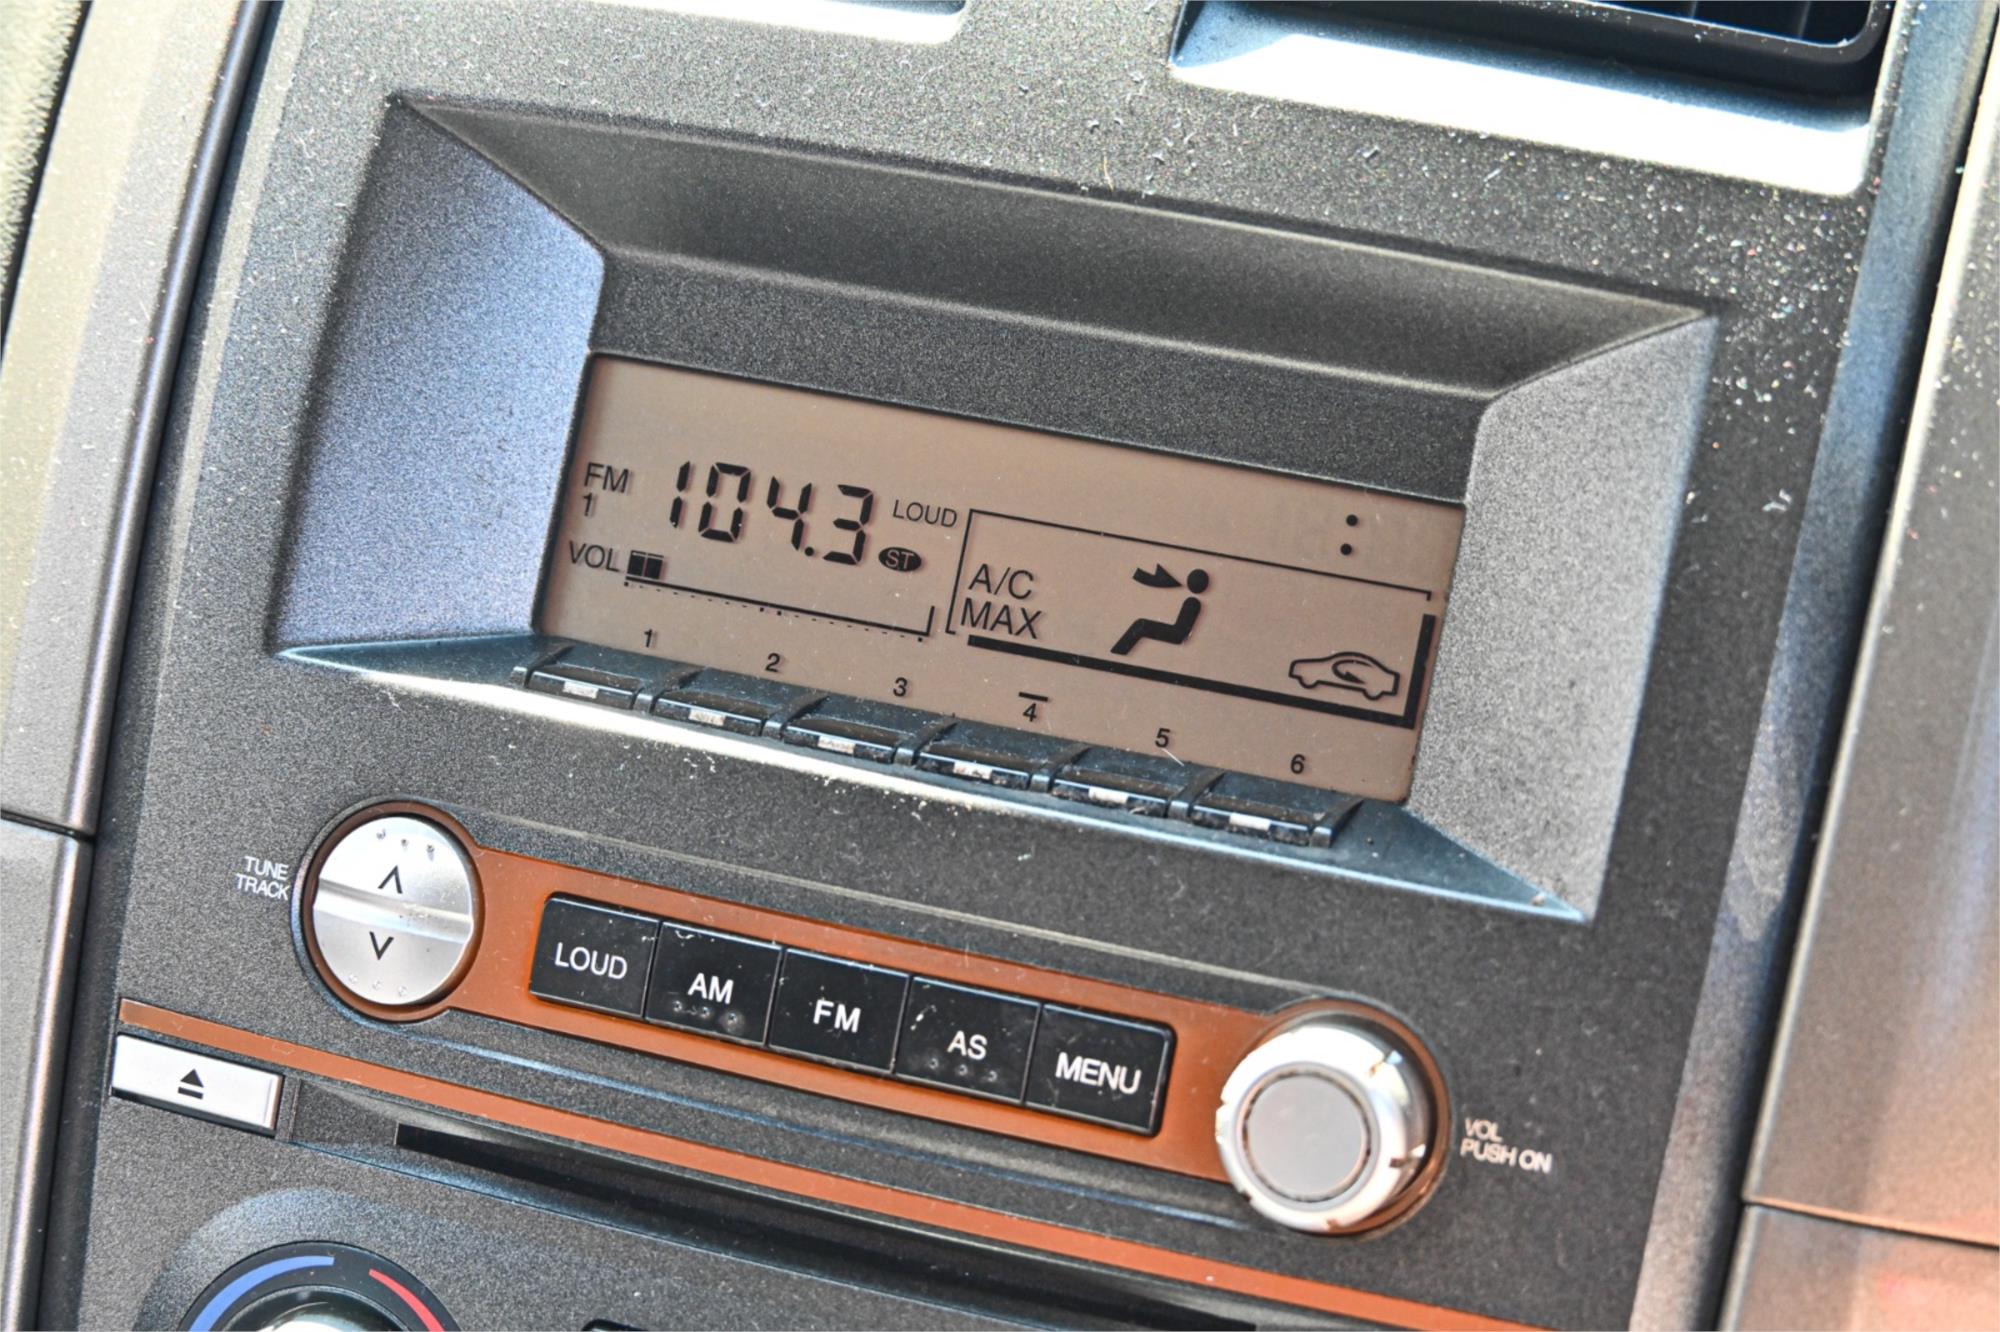 FM
1
104.3
LOUD
ST
VOL
:
A/C
MAX
1 2 3 4 5 6
TUNE
TRACK
LOUD AM FM AS MENU
VOL
PUSH ON